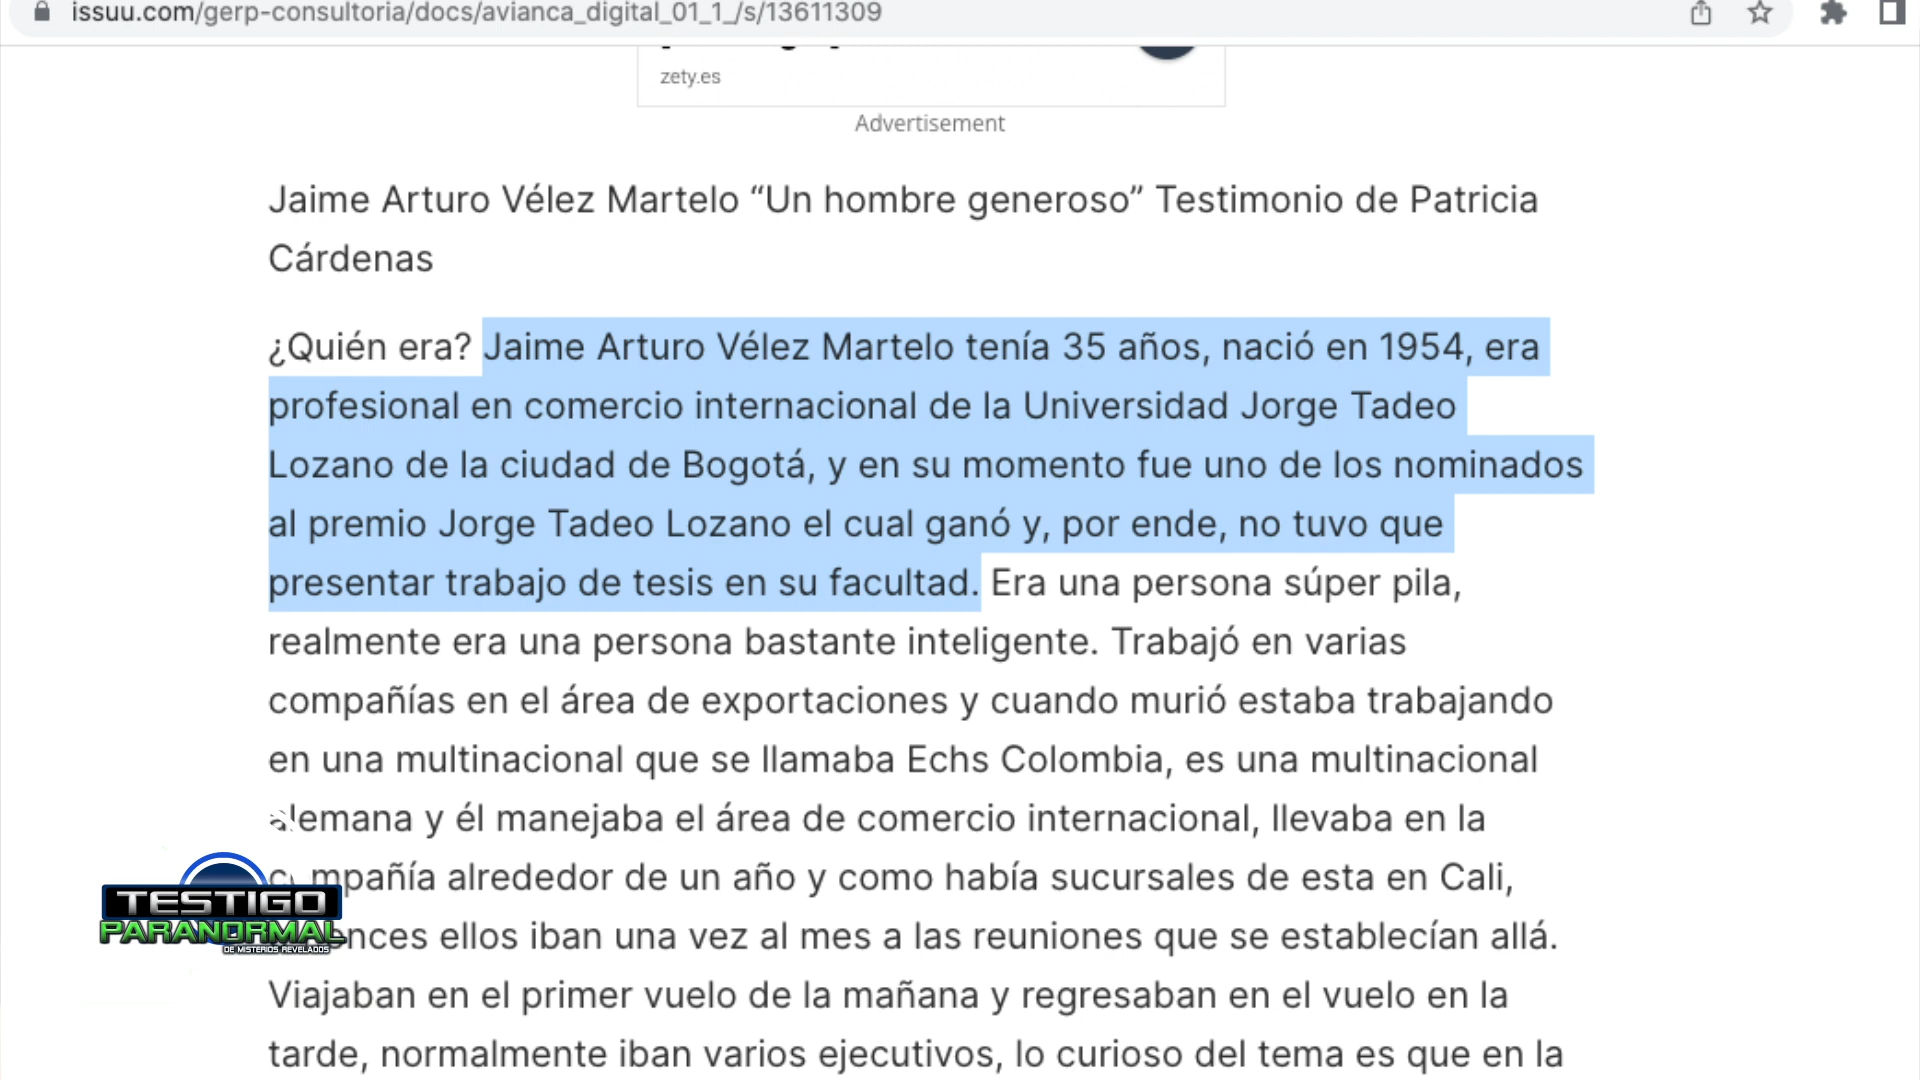 issuu.com/gerp-consultoria/docs/avianca_digital_01_1_/s/13611309
zety.es
Advertisement
Jaime Arturo Vélez Martelo “Un hombre generoso” Testimonio de Patricia
Cárdenas
¿Quién era? Jaime Arturo Vélez Martelo tenía 35 años, nació en 1954, era
profesional en comercio internacional de la Universidad Jorge Tadeo
Lozano de la ciudad de Bogotá, y en su momento fue uno de los nominados
al premio Jorge Tadeo Lozano el cual ganó y, por ende, no tuvo que
presentar trabajo de tesis en su facultad. Era una persona súper pila,
realmente era una persona bastante inteligente. Trabajó en varias
compañías en el área de exportaciones y cuando murió estaba trabajando
en una multinacional que se llamaba Echs Colombia, es una multinacional
alemana y él manejaba el área de comercio internacional, llevaba en la
compañía alrededor de un año y como había sucursales de esta en Cali,
entonces ellos iban una vez al mes a las reuniones que se establecían allá.
Viajaban en el primer vuelo de la mañana y regresaban en el vuelo en la
tarde, normalmente iban varios ejecutivos, lo curioso del tema es que en la
TESTIGO
PARANORMAL
DE MISTERIOS REVELADOS